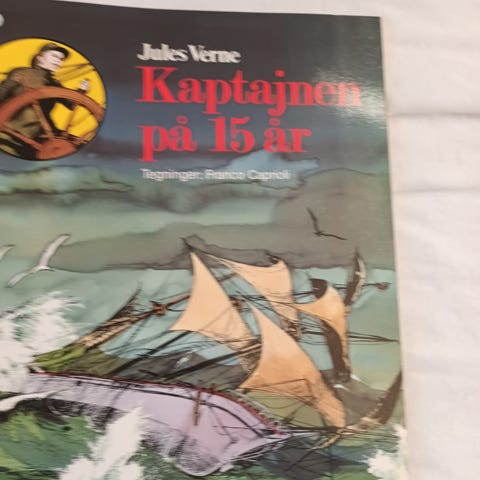 Jules Verne
Kaptajnen
på 15 år
Tegninger: Franco Caprioli